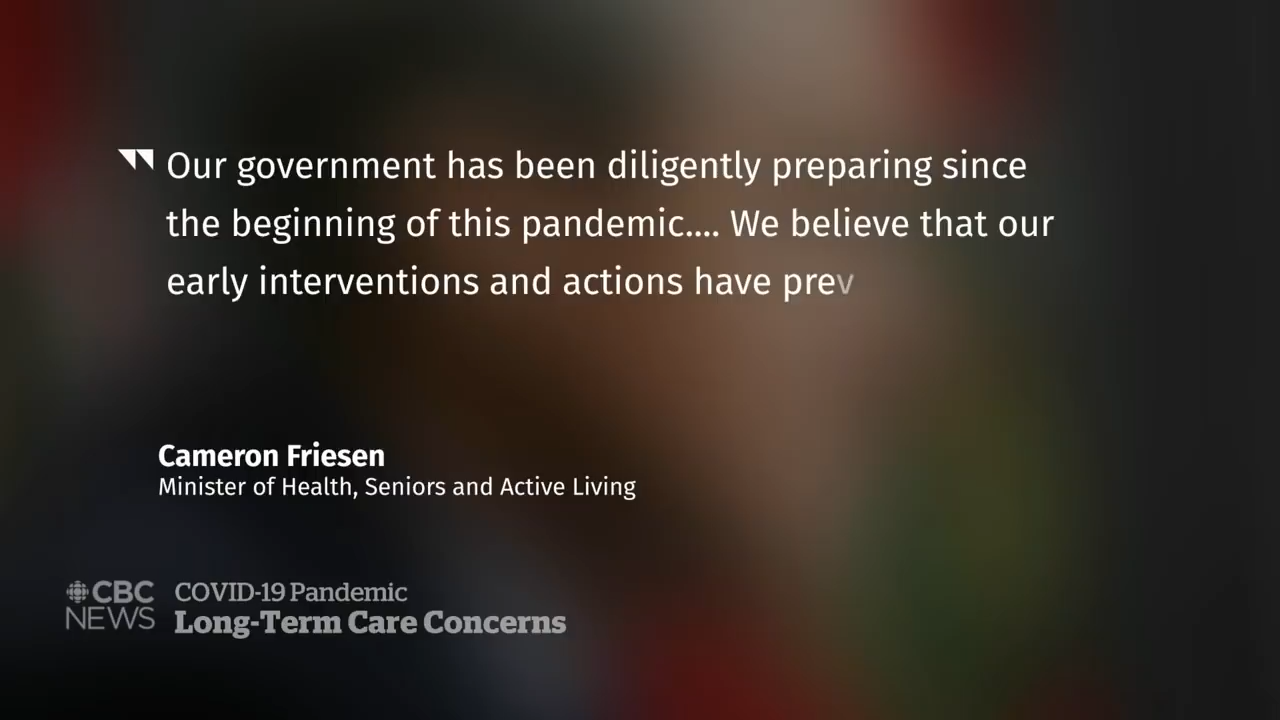 Our government has been diligently preparing since
the beginning of this pandemic.... We believe that our
early interventions and actions have prev
Cameron Friesen
Minister of Health, Seniors and Active Living
CBC
NEWS
COVID-19 Pandemic
Long-Term Care Concerns